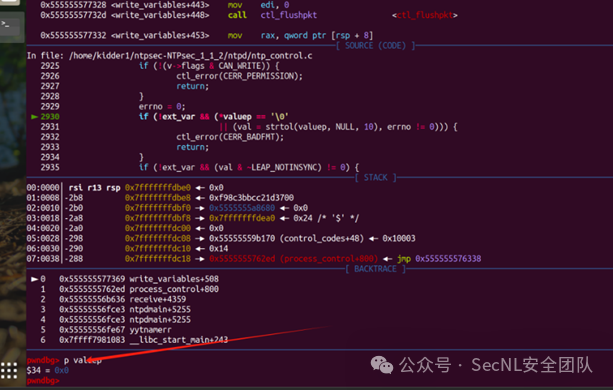 0x555555577328 <write_variables+443>    mov    edi, 0
0x55555557732d <write_variables+448>    call   ctl_flushpkt    <ctl_flushpkt>
0x555555577332 <write_variables+453>    mov    rax, qword ptr [rsp + 8]
[ SOURCE (CODE) ]
In file: /home/kidder1/ntpsec-NTPsec_1_1_2/ntpd/ntp_control.c
2925    if (!(v->flags & CAN_WRITE)) {
2926    ctl_error(CERR_PERMISSION);
2927    return;
2928    }
2929    errno = 0;
► 2930    if (!ext_var && (*valuep == '\0'
2931    || (val = strtol(valuep, NULL, 10), errno != 0))) {
2932    ctl_error(CERR_BADFMT);
2933    return;
2934    }
2935    if (!ext_var && (val & ~LEAP_NOTINSYNC) != 0) {
[ STACK ]
00:0000│ rsi r13 rsp 0x7fffffffdbe0 ◂— 0x0
01:0008│-2b8    0x7fffffffdbe8 ◂— 0xf98c3bbcc21d3700
02:0010│-2b0    0x7fffffffdbf0 —▸ 0x5555555a8680 ◂— 0x0
03:0018│-2a8    0x7fffffffdbf8 —▸ 0x7fffffffdea0 ◂— 0x24 /* '$' */
04:0020│-2a0    0x7fffffffdc00 ◂— 0x0
05:0028│-298    0x7fffffffdc08 —▸ 0x55555559b170 (control_codes+48) ◂— 0x10003
06:0030│-290    0x7fffffffdc10 ◂— 0x14
07:0038│-288    0x7fffffffdc18 —▸ 0x5555555762ed (process_control+800) ◂— jmp 0x555555576338
[ BACKTRACE ]
► 0   0x555555577369 write_variables+508
1   0x5555555762ed process_control+800
2   0x55555556b636 receive+4359
3   0x55555556fce3 ntpdmain+5255
4   0x55555556fce3 ntpdmain+5255
5   0x55555556fe67 yytnamerr
6   0x7ffff7981083 __libc_start_main+243
pwndbg> p valuep
$34 = 0x0
pwndbg>
公众号 · SecNL安全团队